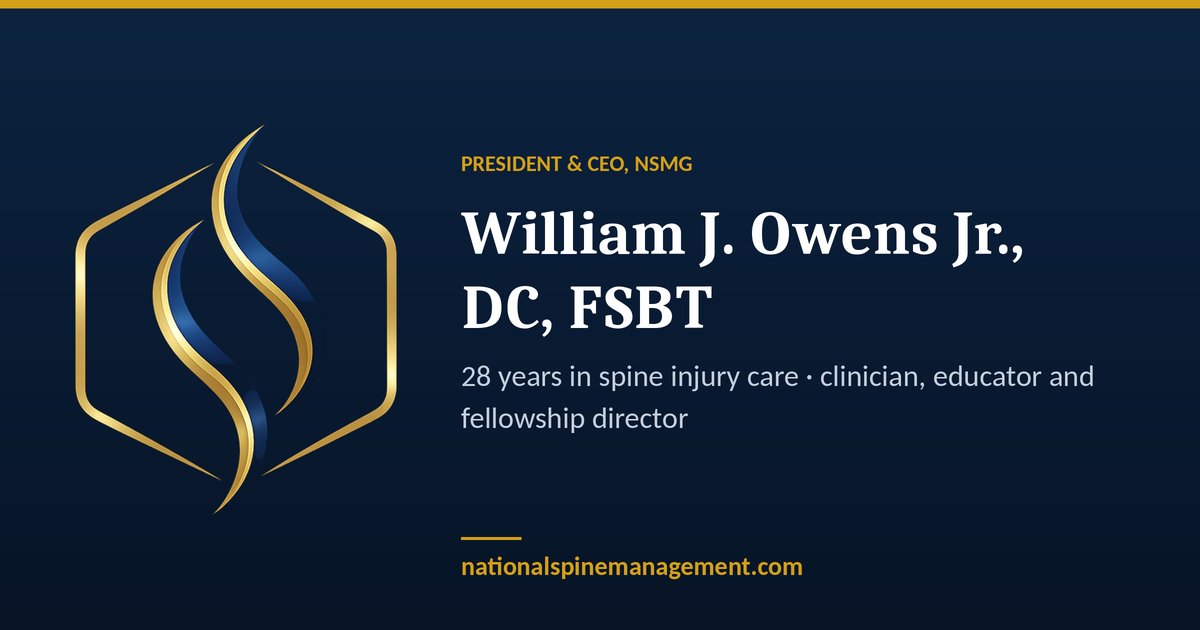 PRESIDENT & CEO, NSMG
William J. Owens Jr.,
DC, FSBT
28 years in spine injury care · clinician, educator and
fellowship director
nationalspinemanagement.com